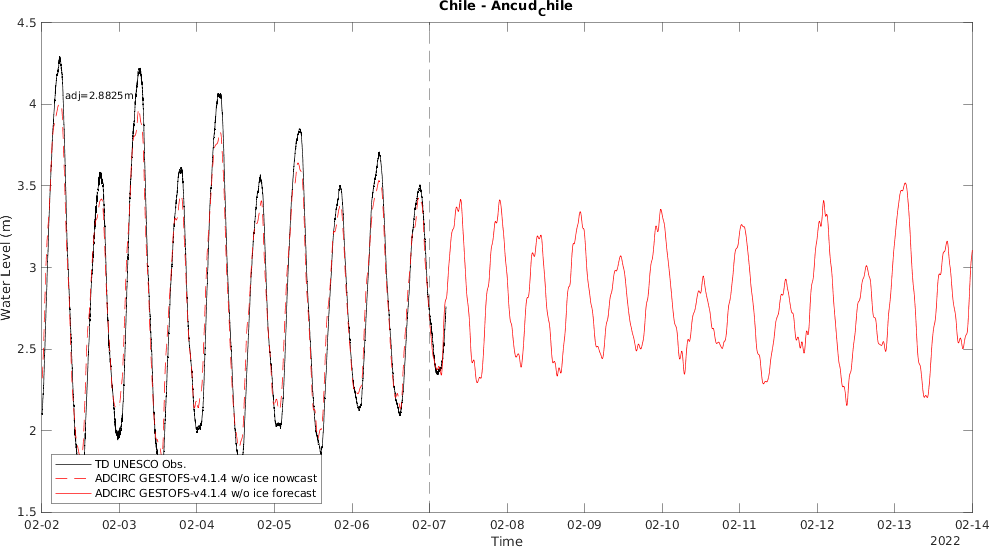 Chile - Ancud_Chile
adj=2.8825m
Water Level (m)
4.5
4
3.5
3
2.5
2
1.5
TD UNESCO Obs.
ADCIRC GESTOFS-v4.1.4 w/o ice nowcast
ADCIRC GESTOFS-v4.1.4 w/o ice forecast
02-02 02-03 02-04 02-05 02-06 02-07 02-08 02-09 02-10 02-11 02-12 02-13 02-14
Time
2022